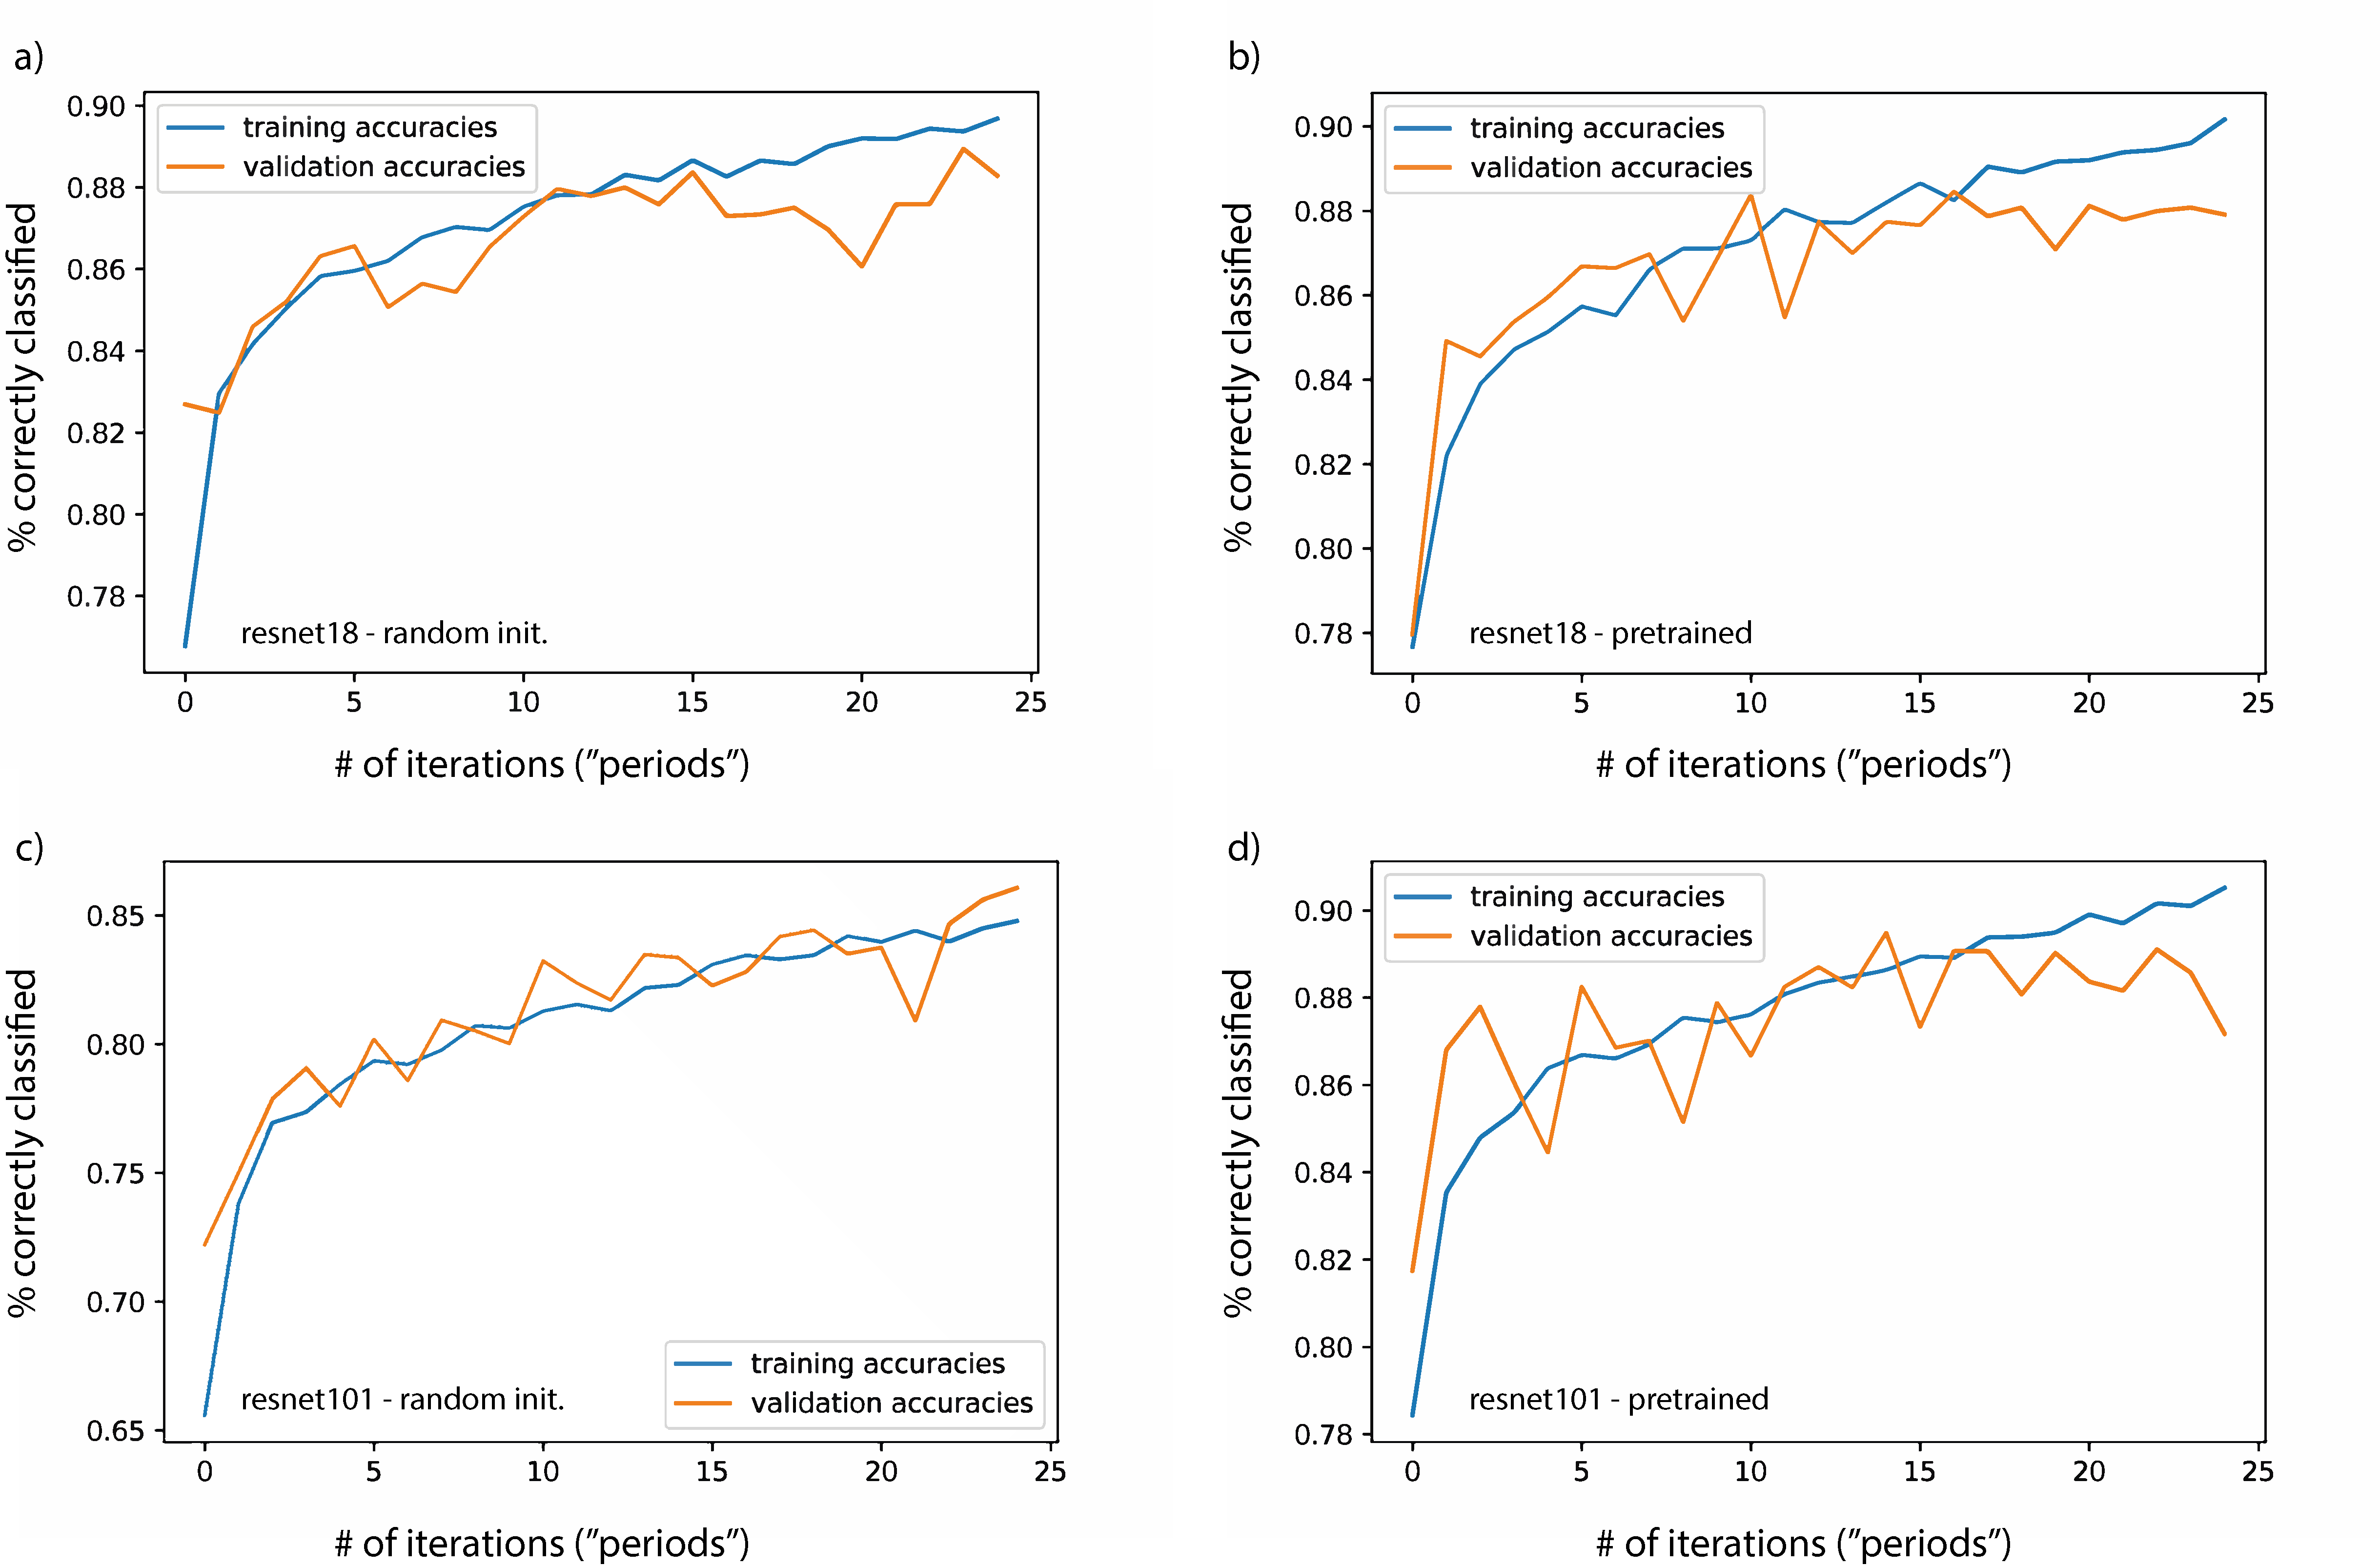 a)
0.90
0.88
0.86
0.84
0.82
0.80
0.78
% correctly classified
training accuracies
validation accuracies
resnet18 - random init.
0 5 10 15 20 25
# of iterations ("periods")
b)
0.90
0.88
0.86
0.84
0.82
0.80
0.78
% correctly classified
training accuracies
validation accuracies
resnet18 - pretrained
0 5 10 15 20 25
# of iterations ("periods")
c)
0.85
0.80
0.75
0.70
0.65
% correctly classified
training accuracies
validation accuracies
resnet101 - random init.
0 5 10 15 20 25
# of iterations ("periods")
d)
0.90
0.88
0.86
0.84
0.82
0.80
0.78
% correctly classified
training accuracies
validation accuracies
resnet101 - pretrained
0 5 10 15 20 25
# of iterations ("periods")